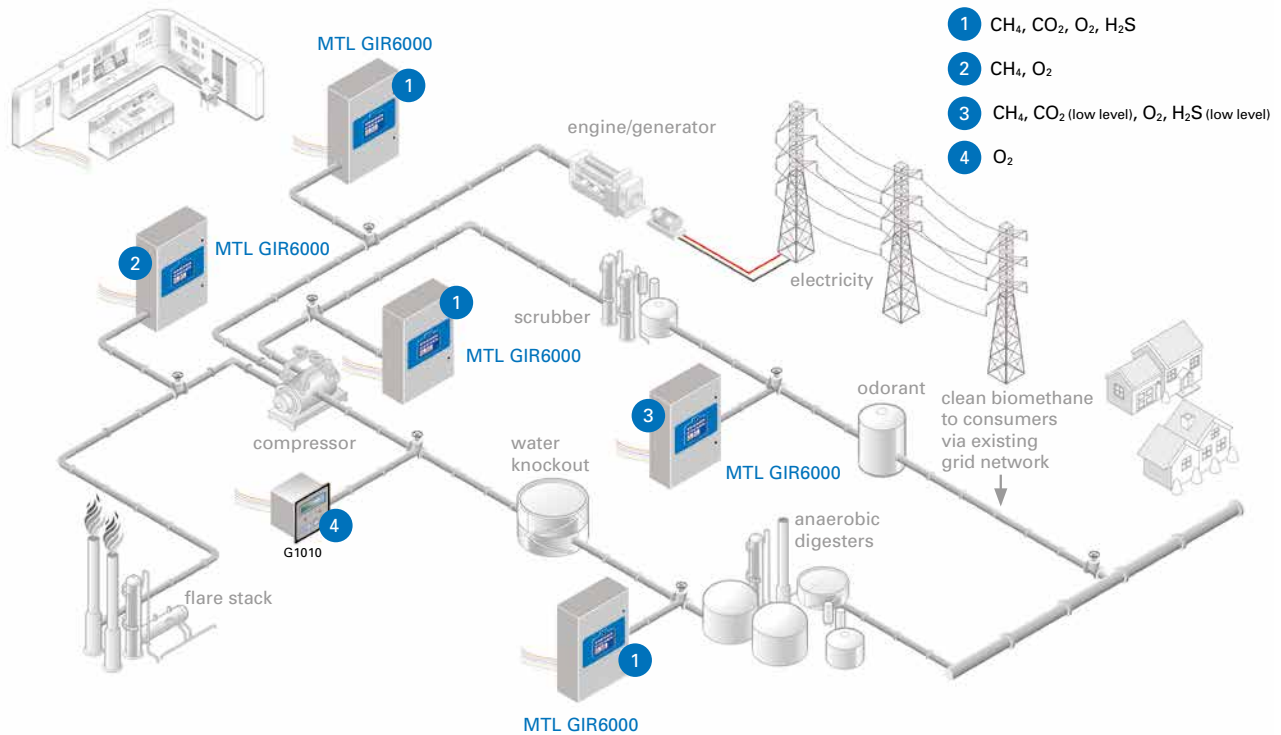 MTL GIR6000
1
1 CH₄, CO₂, O₂, H₂S
2 CH₄, O₂
3 CH₄, CO₂ (low level), O₂, H₂S (low level)
4 O₂
engine/generator
2
MTL GIR6000
electricity
1
MTL GIR6000
scrubber
3
MTL GIR6000
odorant
clean biomethane
to consumers
via existing
grid network
compressor
water
knockout
4
G1010
anaerobic
digesters
flare stack
1
MTL GIR6000